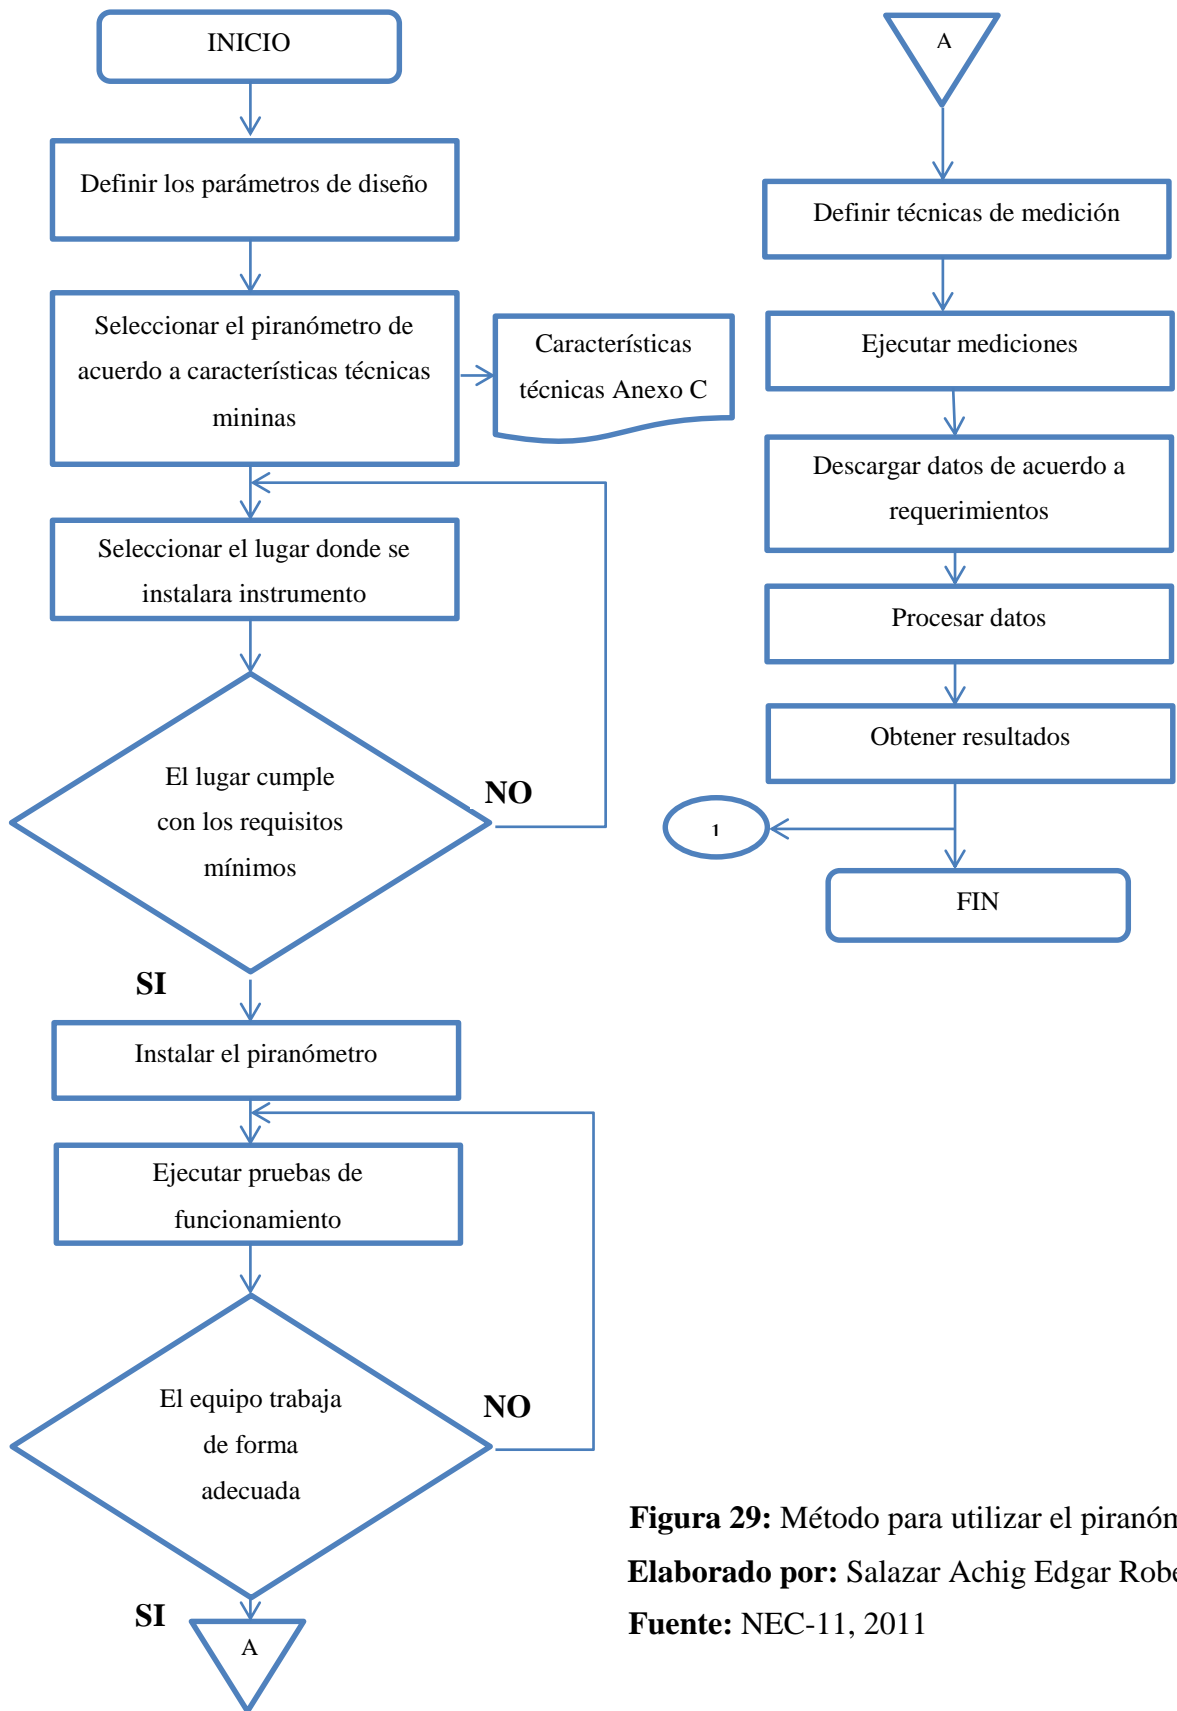 INICIO
Definir los parámetros de diseño
Seleccionar el piranómetro de
acuerdo a características técnicas
mininas
Características
técnicas Anexo C
Seleccionar el lugar donde se
instalara instrumento
El lugar cumple
con los requisitos
mínimos
NO
SI
Instalar el piranómetro
Ejecutar pruebas de
funcionamiento
El equipo trabaja
de forma
adecuada
NO
SI
A
A
Definir técnicas de medición
Ejecutar mediciones
Descargar datos de acuerdo a
requerimientos
Procesar datos
Obtener resultados
1
FIN
Figura 29: Método para utilizar el piranóm
Elaborado por: Salazar Achig Edgar Robe
Fuente: NEC-11, 2011